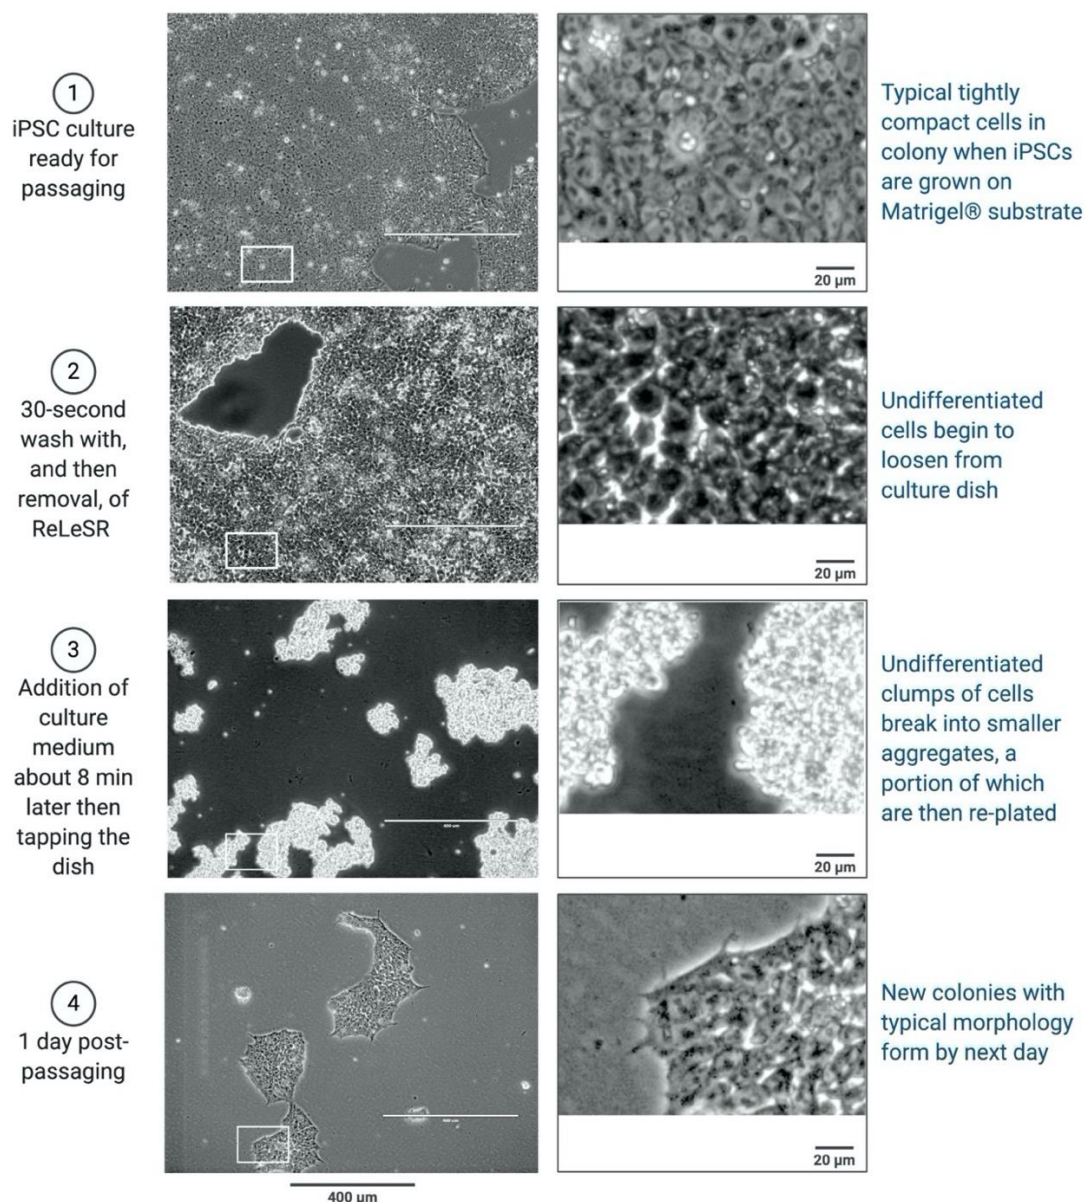 1
iPSC culture
ready for
passaging
Typical tightly
compact cells in
colony when iPSCs
are grown on
Matrigel® substrate
20 µm
2
30-second
wash with,
and then
removal, of
ReLeSR
Undifferentiated
cells begin to
loosen from
culture dish
20 µm
3
Addition of
culture
medium
about 8 min
later then
tapping the
dish
400 um
Undifferentiated
clumps of cells
break into smaller
aggregates, a
portion of which
are then re-plated
20 µm
4
1 day post-
passaging
New colonies with
typical morphology
form by next day
20 µm
400 µm